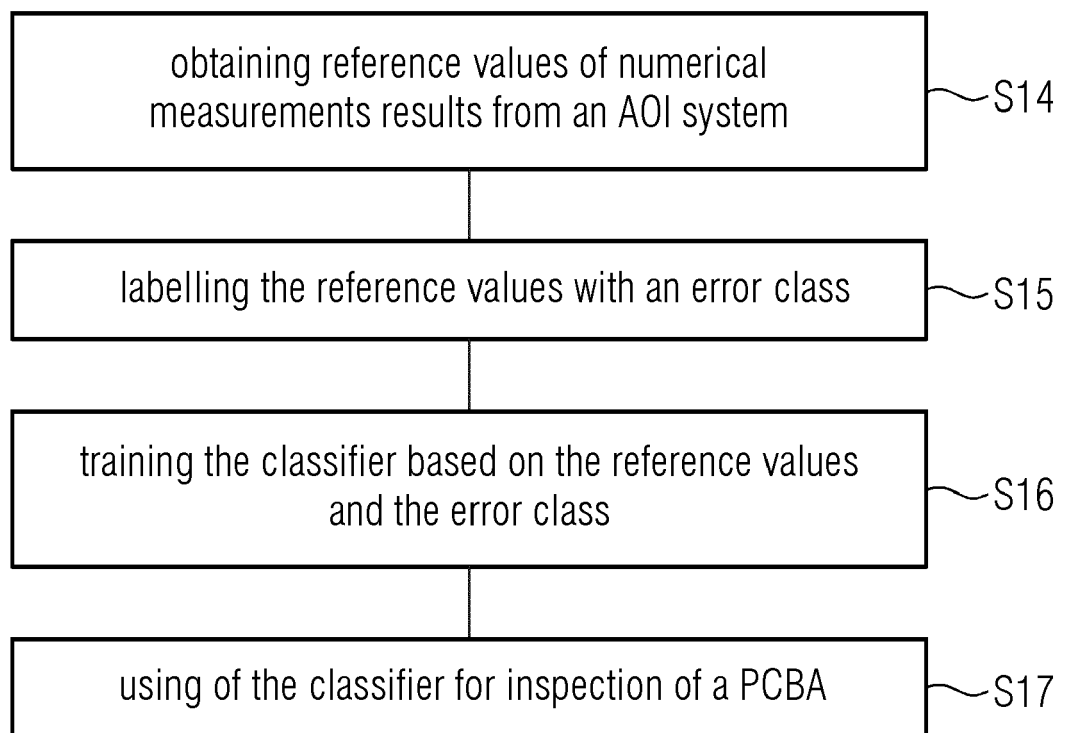 obtaining reference values of numerical
measurements results from an AOI system
S14
labelling the reference values with an error class
S15
training the classifier based on the reference values
and the error class
S16
using of the classifier for inspection of a PCBA
S17